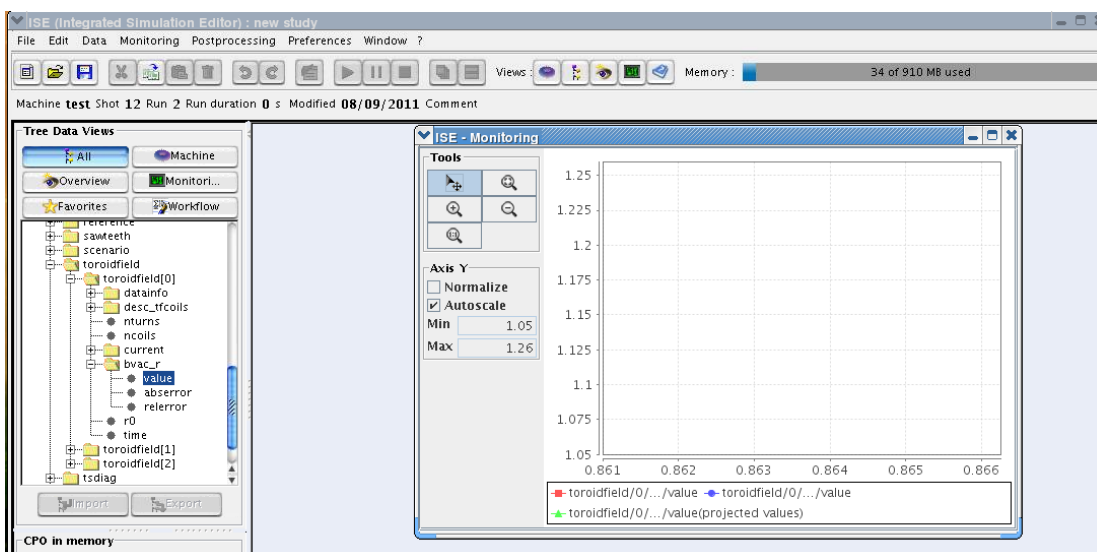 ISE (Integrated Simulation Editor) : new study
File Edit Data Monitoring Postprocessing Preferences Window ?
Views : Memory : 34 of 910 MB used
Machine test Shot 12 Run 2 Run duration 0 s Modified 08/09/2011 Comment
Tree Data Views
All Machine
Overview Monitori...
Favorites Workflow
reference
sawteeth
scenario
toroidfield
toroidfield[0]
datainfo
desc_tfcoils
nturns
ncoils
current
bvac_r
value
abserror
relerror
r0
time
toroidfield[1]
toroidfield[2]
tsdiag
Import Export
CPO in memory
ISE - Monitoring
Tools
Axis Y
Normalize
Autoscale
Min 1.05
Max 1.26
1.25
1.225
1.2
1.175
1.15
1.125
1.1
1.075
1.05
0.861 0.862 0.863 0.864 0.865 0.866
toroidfield/0/.../value toroidfield/0/.../value
toroidfield/0/.../value(projected values)